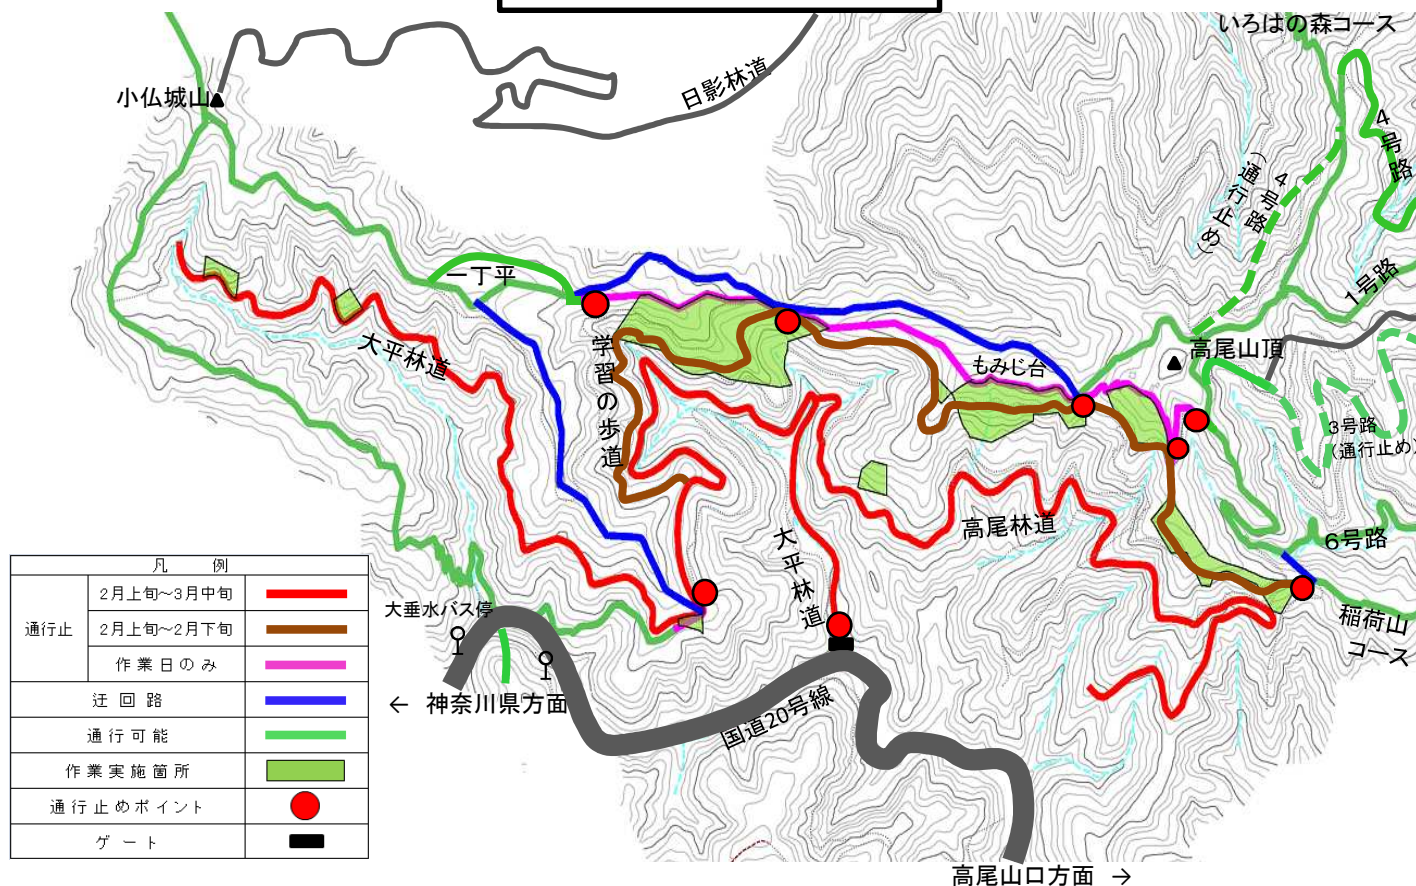 いろはの森コース
日影林道
小仏城山
4号路
4号路
(通行止め)
1号路
一丁平
高尾山頂
もみじ台
大平林道
学習の歩道
3号路
(通行止め)
高尾林道
6号路
大平林道
稲荷山
コース
大垂水バス停
← 神奈川県方面
国道20号線
高尾山口方面 →
凡 例
通行止
2月上旬～3月中旬
2月上旬～2月下旬
作業日のみ
迂回路
通行可能
作業実施箇所
通行止めポイント
ゲート